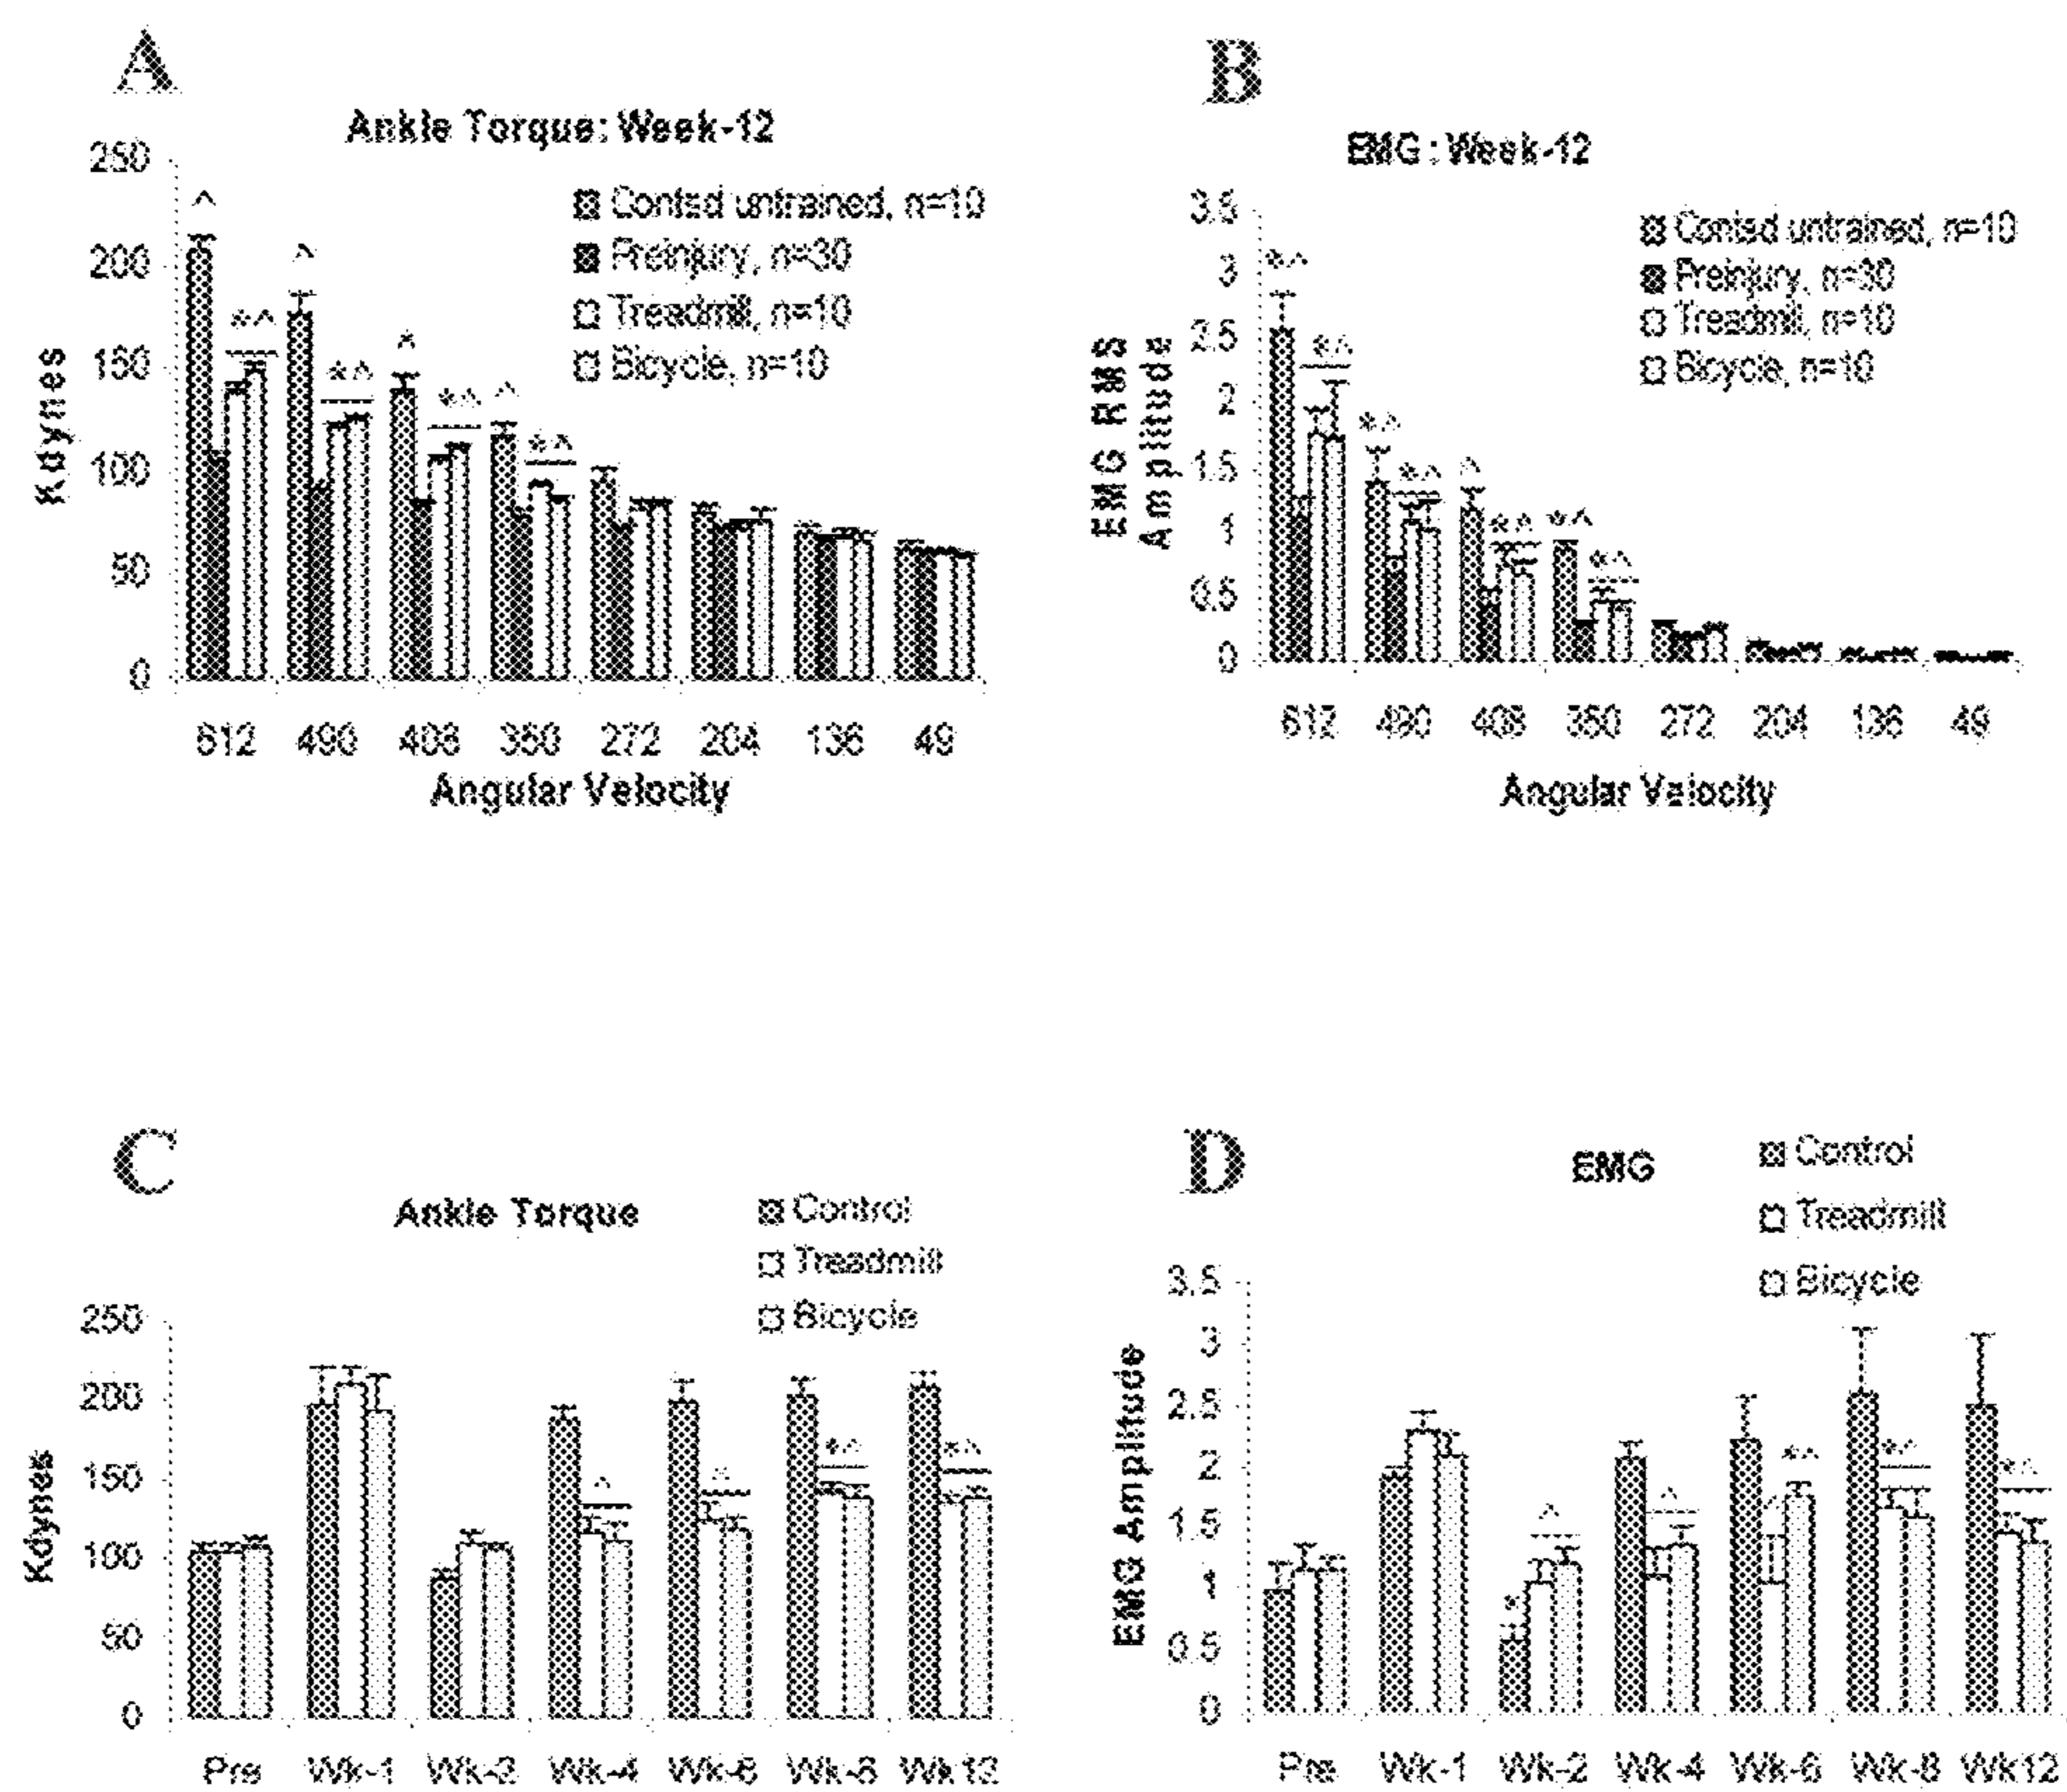 A
Ankle Torque: Week-12
250
200
150
100
50
0
Kdynes
^
^
^
^
*^
*^
*^
*^
Contsd untrained, n=10
Preinjury, n=30
Treadmill, n=10
Bicycle, n=10
612 490 408 350 272 204 136 49
Angular Velocity
B
EMG: Week-12
3.5
3
2.5
2
1.5
1
0.5
0
EMG RMS
Amplitude
*^
*^
*^
*^
^
*^
*^
*^
Contsd untrained, n=10
Preinjury, n=30
Treadmill, n=10
Bicycle, n=10
612 490 408 350 272 204 136 49
Angular Velocity
C
Ankle Torque
Control
Treadmill
Bicycle
250
200
150
100
50
0
Kdynes
^
^
*^
*^
Pre Wk-1 Wk-4 Wk-6 Wk-8
D
EMG
Control
Treadmill
Bicycle
3.5
3
2.5
2
1.5
1
0.5
0
EMG Amplitude
^
^
^
*^
*^
*^
Pre Wk-1 Wk-2 Wk-4 Wk-6 Wk-8 Wk12